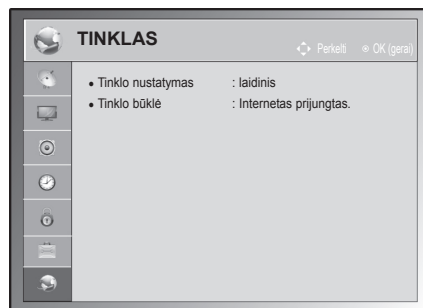 TINKLAS
Perkelti OK (gerai)
• Tinklo nustatymas : laidinis
• Tinklo būklė : Internetas prijungtas.